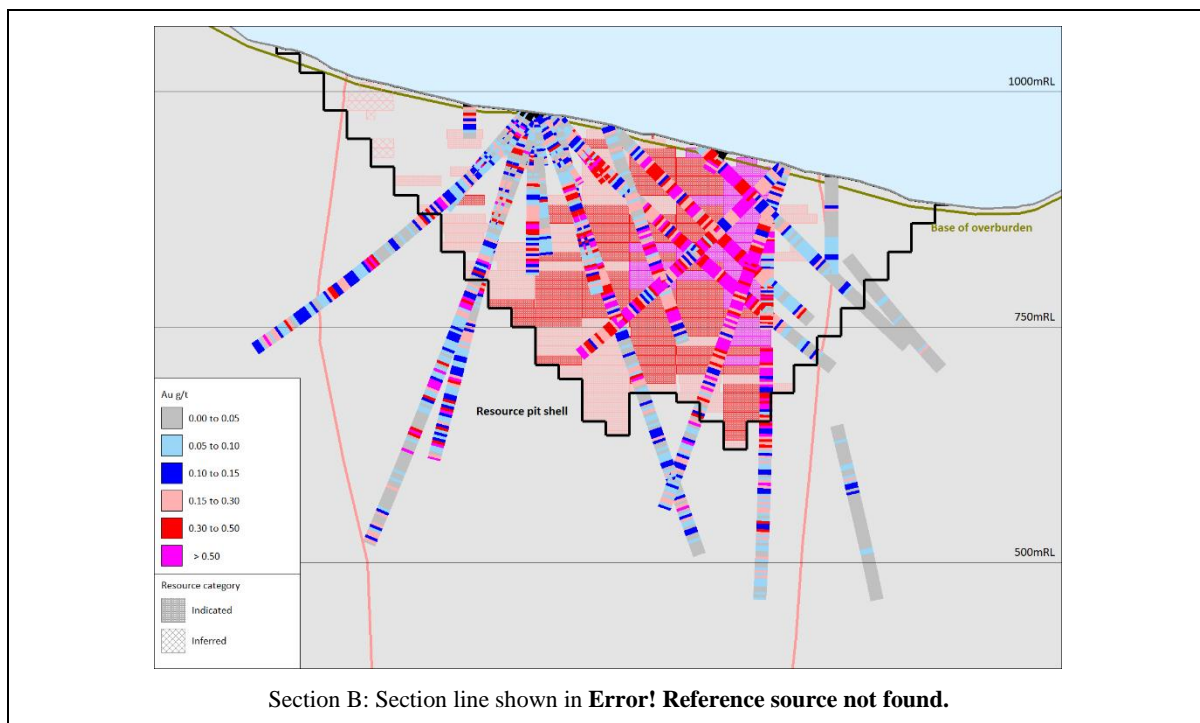 1000mRL
Base of overburden
750mRL
Au g/t
0.00 to 0.05
0.05 to 0.10
0.10 to 0.15
0.15 to 0.30
0.30 to 0.50
> 0.50
Resource category
Indicated
Inferred
Resource pit shell
500mRL
Section B: Section line shown in Error! Reference source not found.